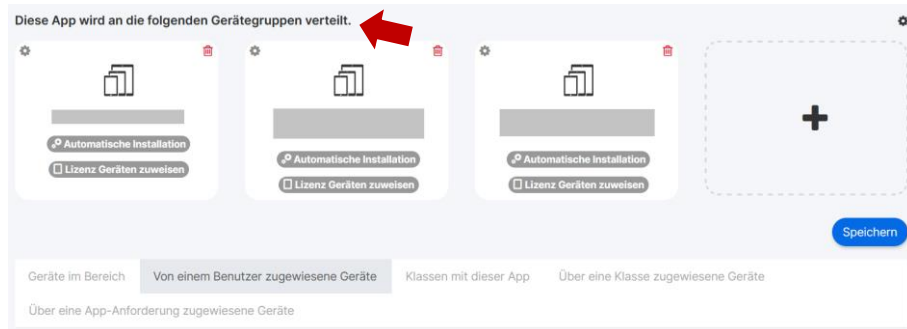 Diese App wird an die folgenden Gerätegruppen verteilt.
Automatische Installation
Lizenz Geräten zuweisen
Automatische Installation
Lizenz Geräten zuweisen
Automatische Installation
Lizenz Geräten zuweisen
Speichern
Geräte im Bereich Von einem Benutzer zugewiesene Geräte Klassen mit dieser App Über eine Klasse zugewiesene Geräte
Über eine App-Anforderung zugewiesene Geräte